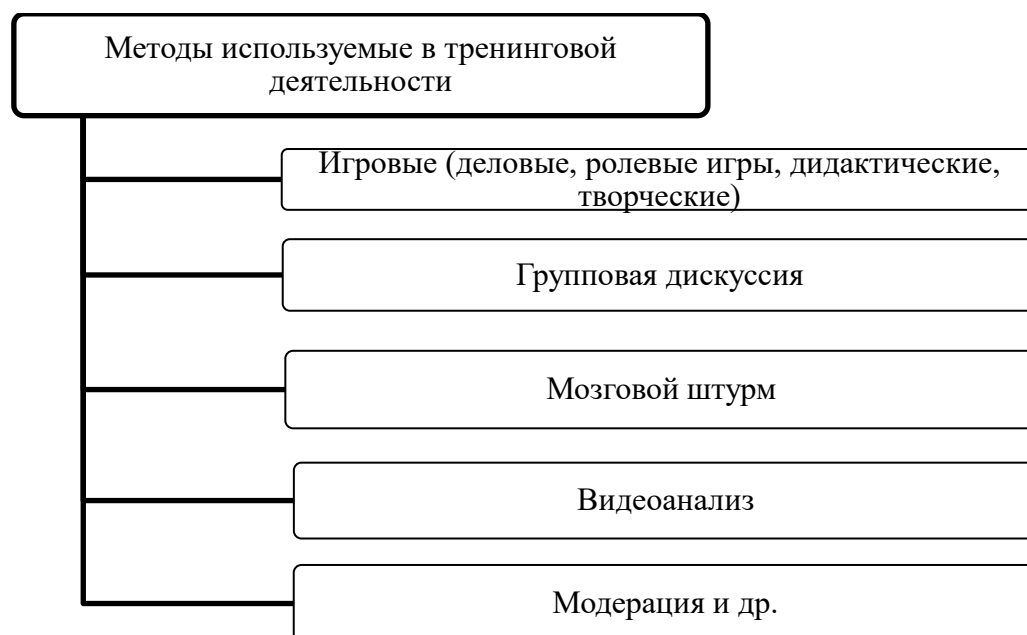 Методы используемые в тренинговой
деятельности
Игровые (деловые, ролевые игры, дидактические,
творческие)
Групповая дискуссия
Мозговой штурм
Видеоанализ
Модерация и др.